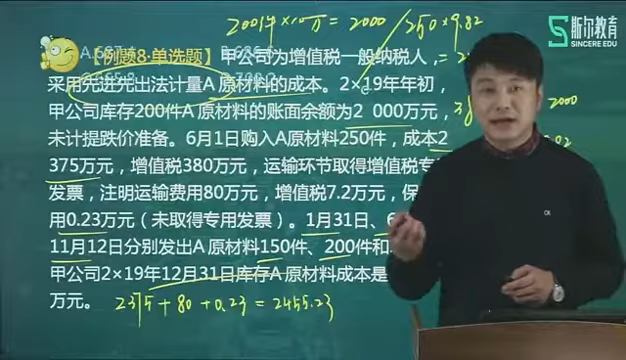 200件 × 10万 = 2000 / 250 × 9.82
斯尔教育
SINCERE EDU
【例题8·单选题】甲公司为增值税一般纳税人，
采用先进先出法计量A原材料的成本。2×19年年初，
甲公司库存200件A原材料的账面余额为2 000万元，
2000
未计提跌价准备。6月1日购入A原材料250件，成本2
375万元，增值税380万元，运输环节取得增值税专
发票，注明运输费用80万元，增值税7.2万元，保
用0.23万元（未取得专用发票）。1月31日、
11月12日分别发出A原材料150件、200件和
甲公司2×19年12月31日库存A原材料成本是
万元。 2375 + 80 + 0.23 = 2455.23